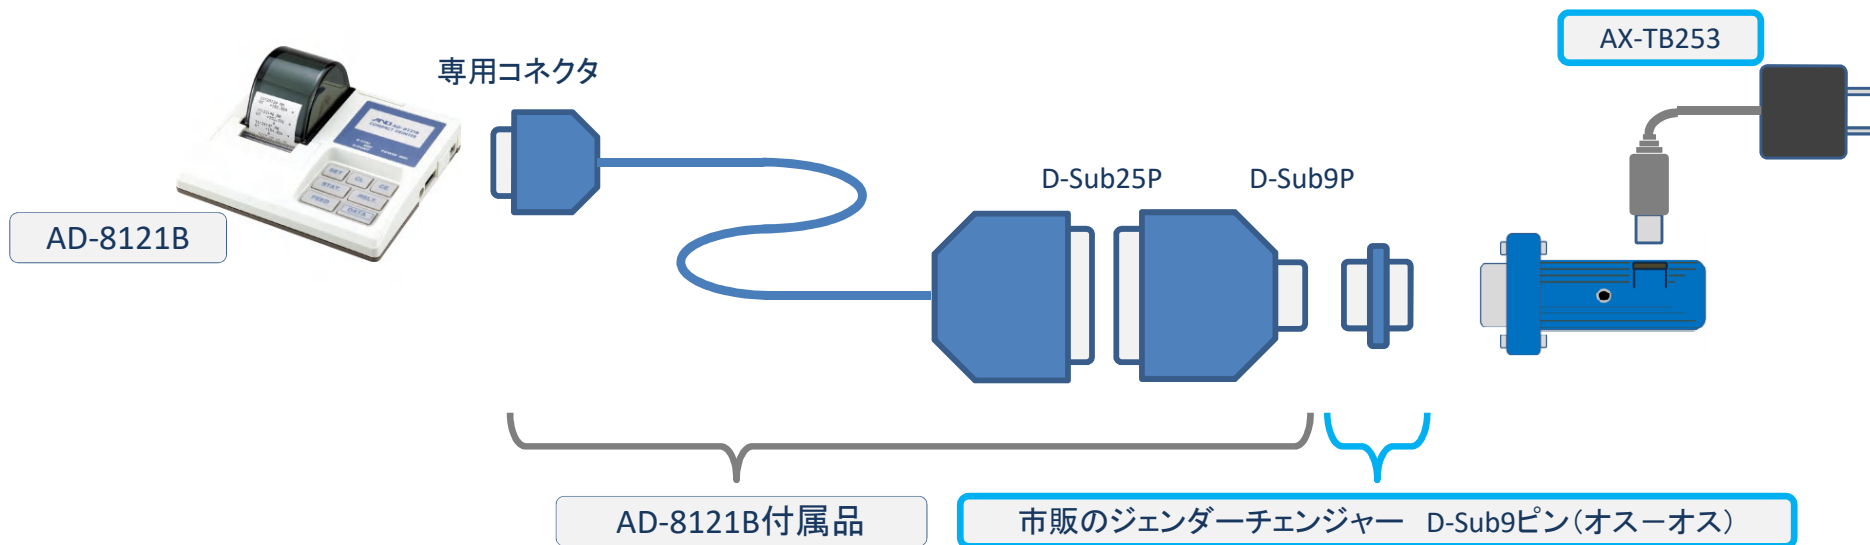 AX-TB253
専用コネクタ
D-Sub25P
D-Sub9P
AD-8121B
AD-8121B付属品
市販のジェンダーチェンジャー D-Sub9ピン(オスーオス)